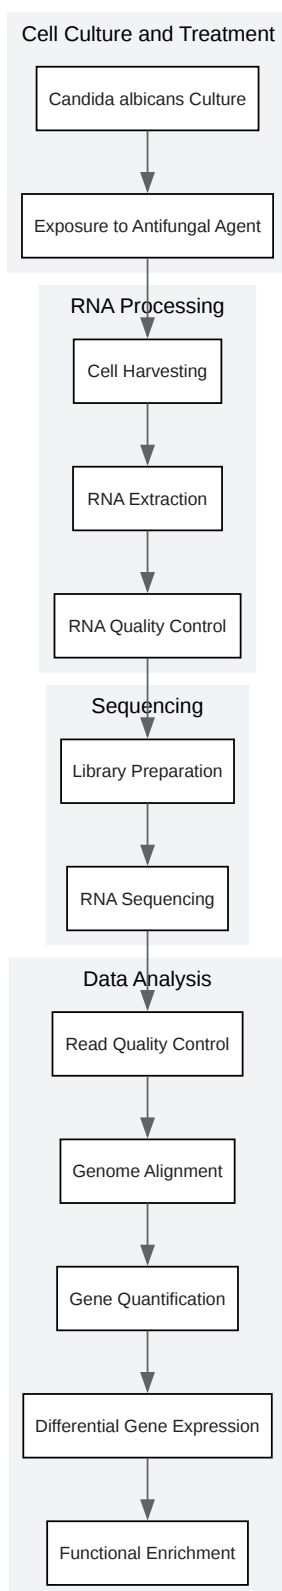 Cell Culture and Treatment
Candida albicans Culture
Exposure to Antifungal Agent
RNA Processing
Cell Harvesting
RNA Extraction
RNA Quality Control
Sequencing
Library Preparation
RNA Sequencing
Data Analysis
Read Quality Control
Genome Alignment
Gene Quantification
Differential Gene Expression
Functional Enrichment